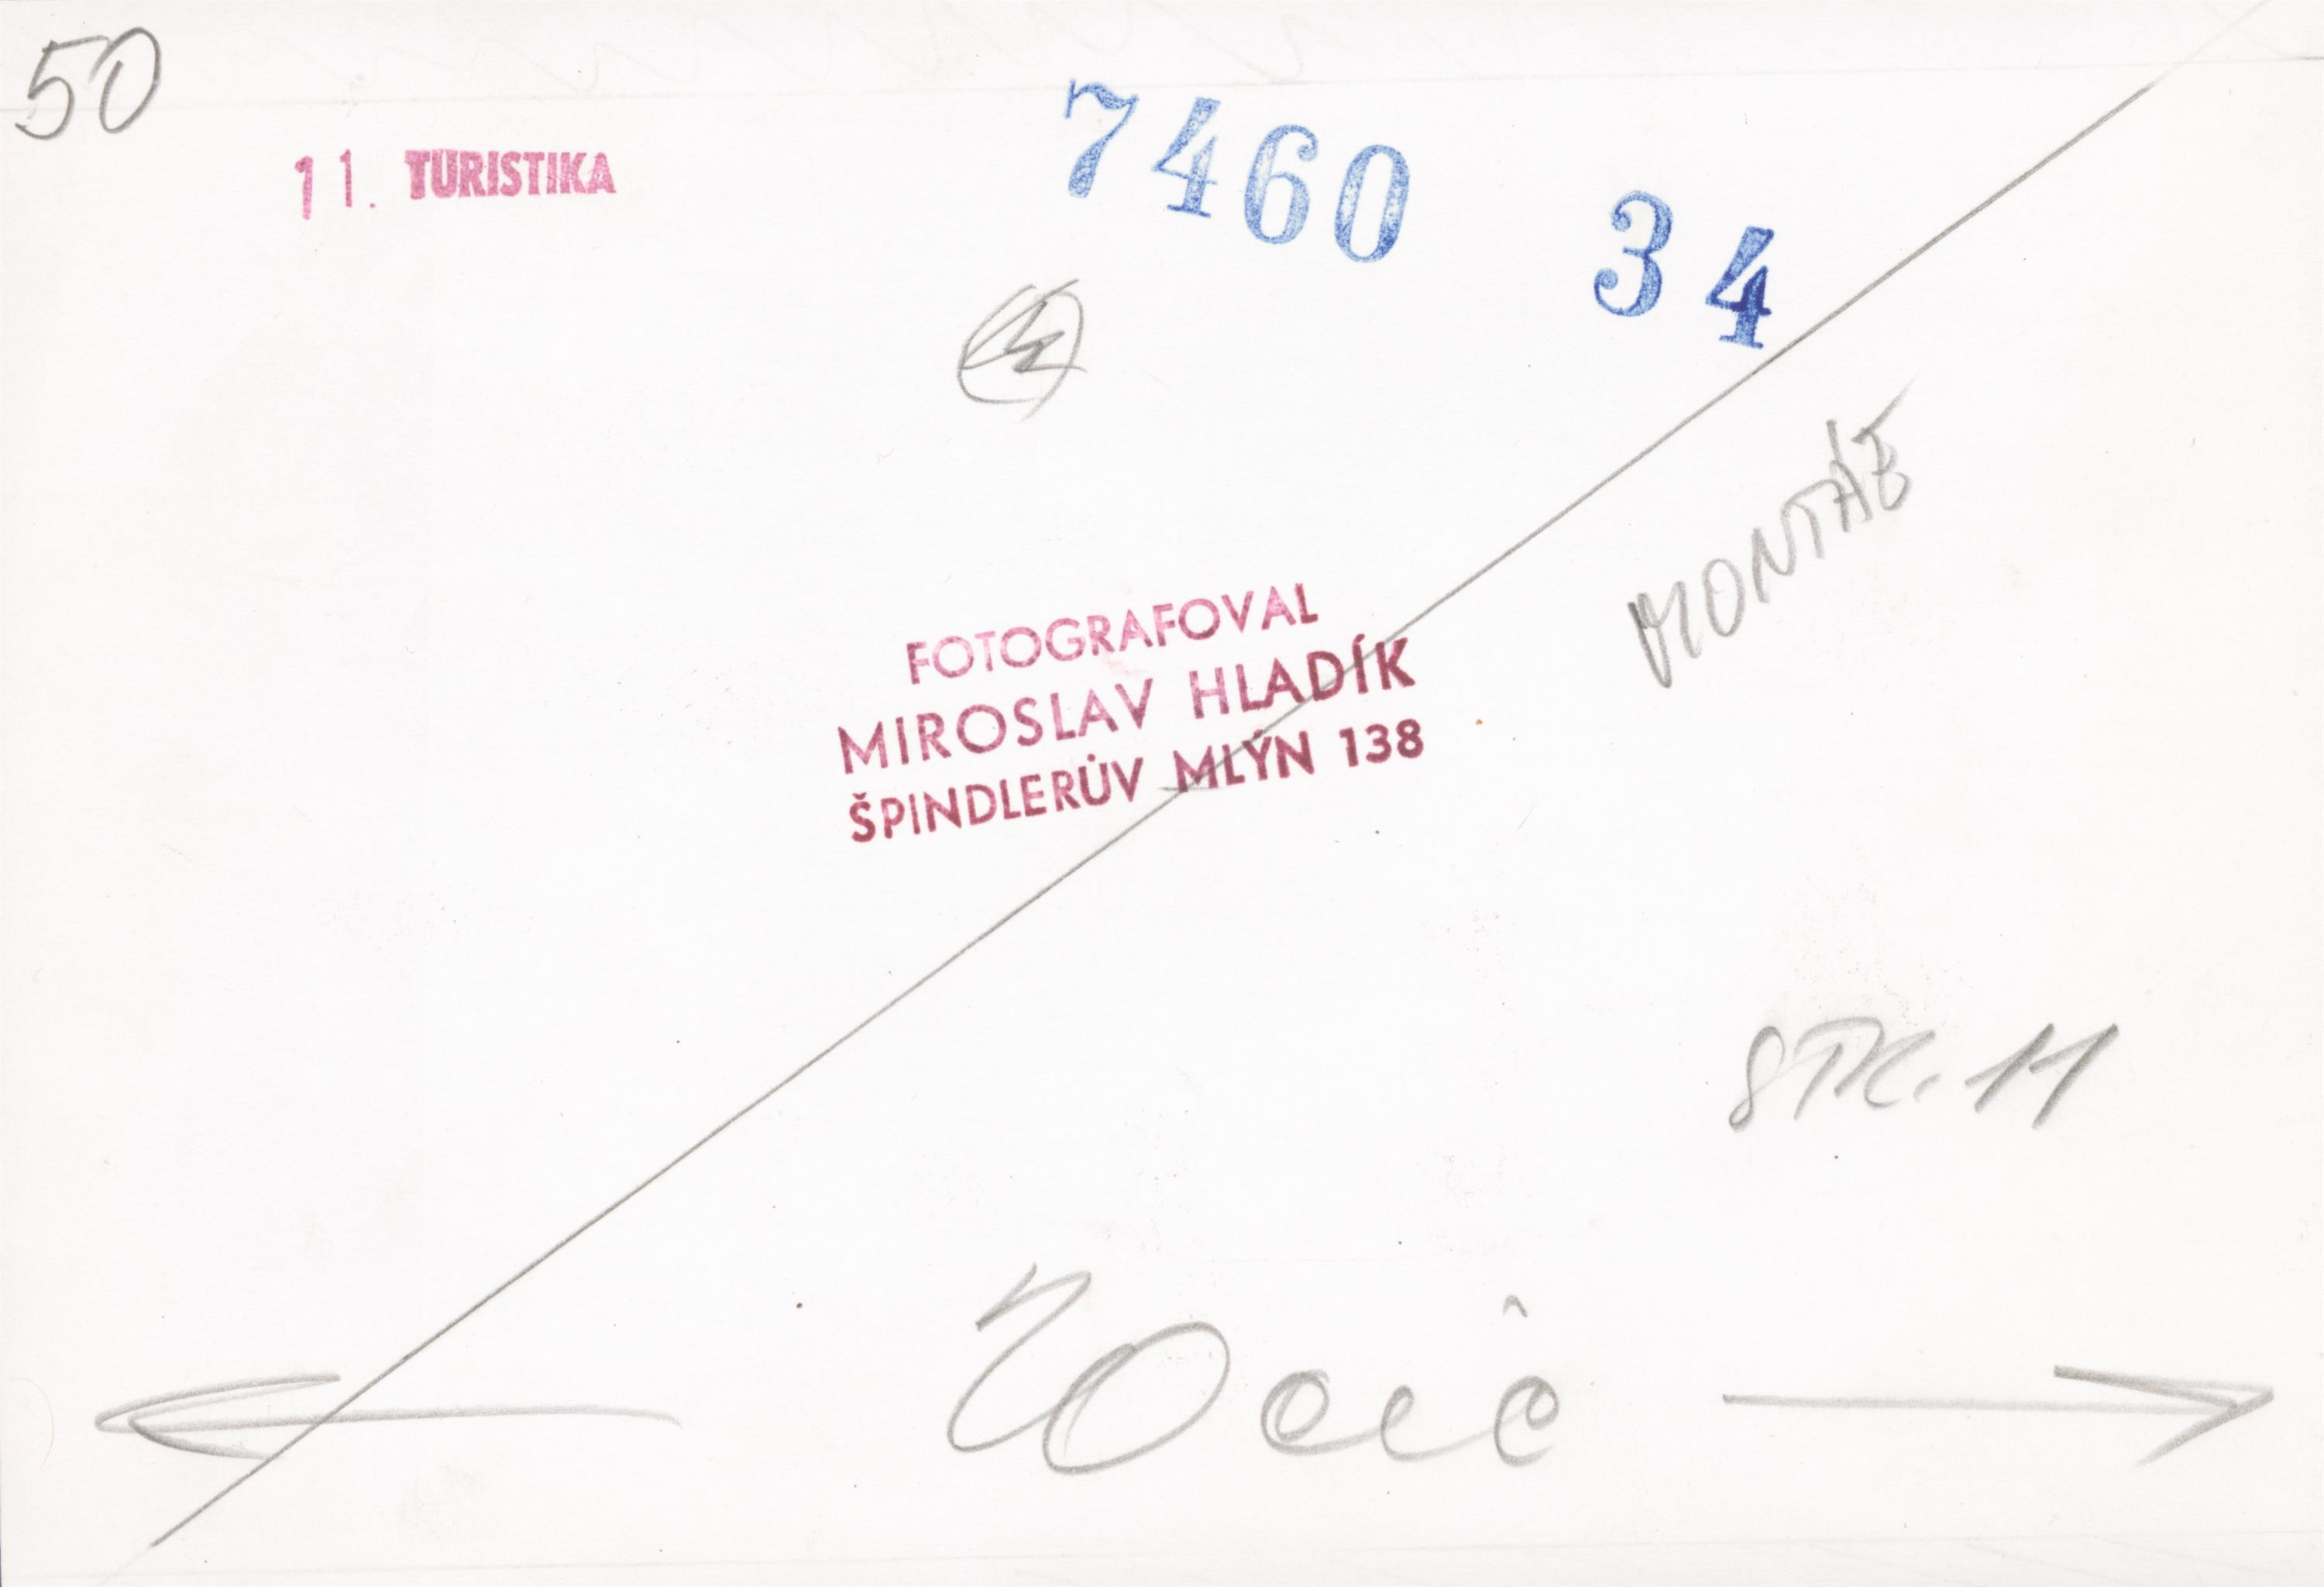 50
11. TURISTIKA
7460 34
MONTÁŽ
FOTOGRAFOVAL
MIROSLAV HLADÍK
ŠPINDLERŮV MLÝN 138
STR. 11